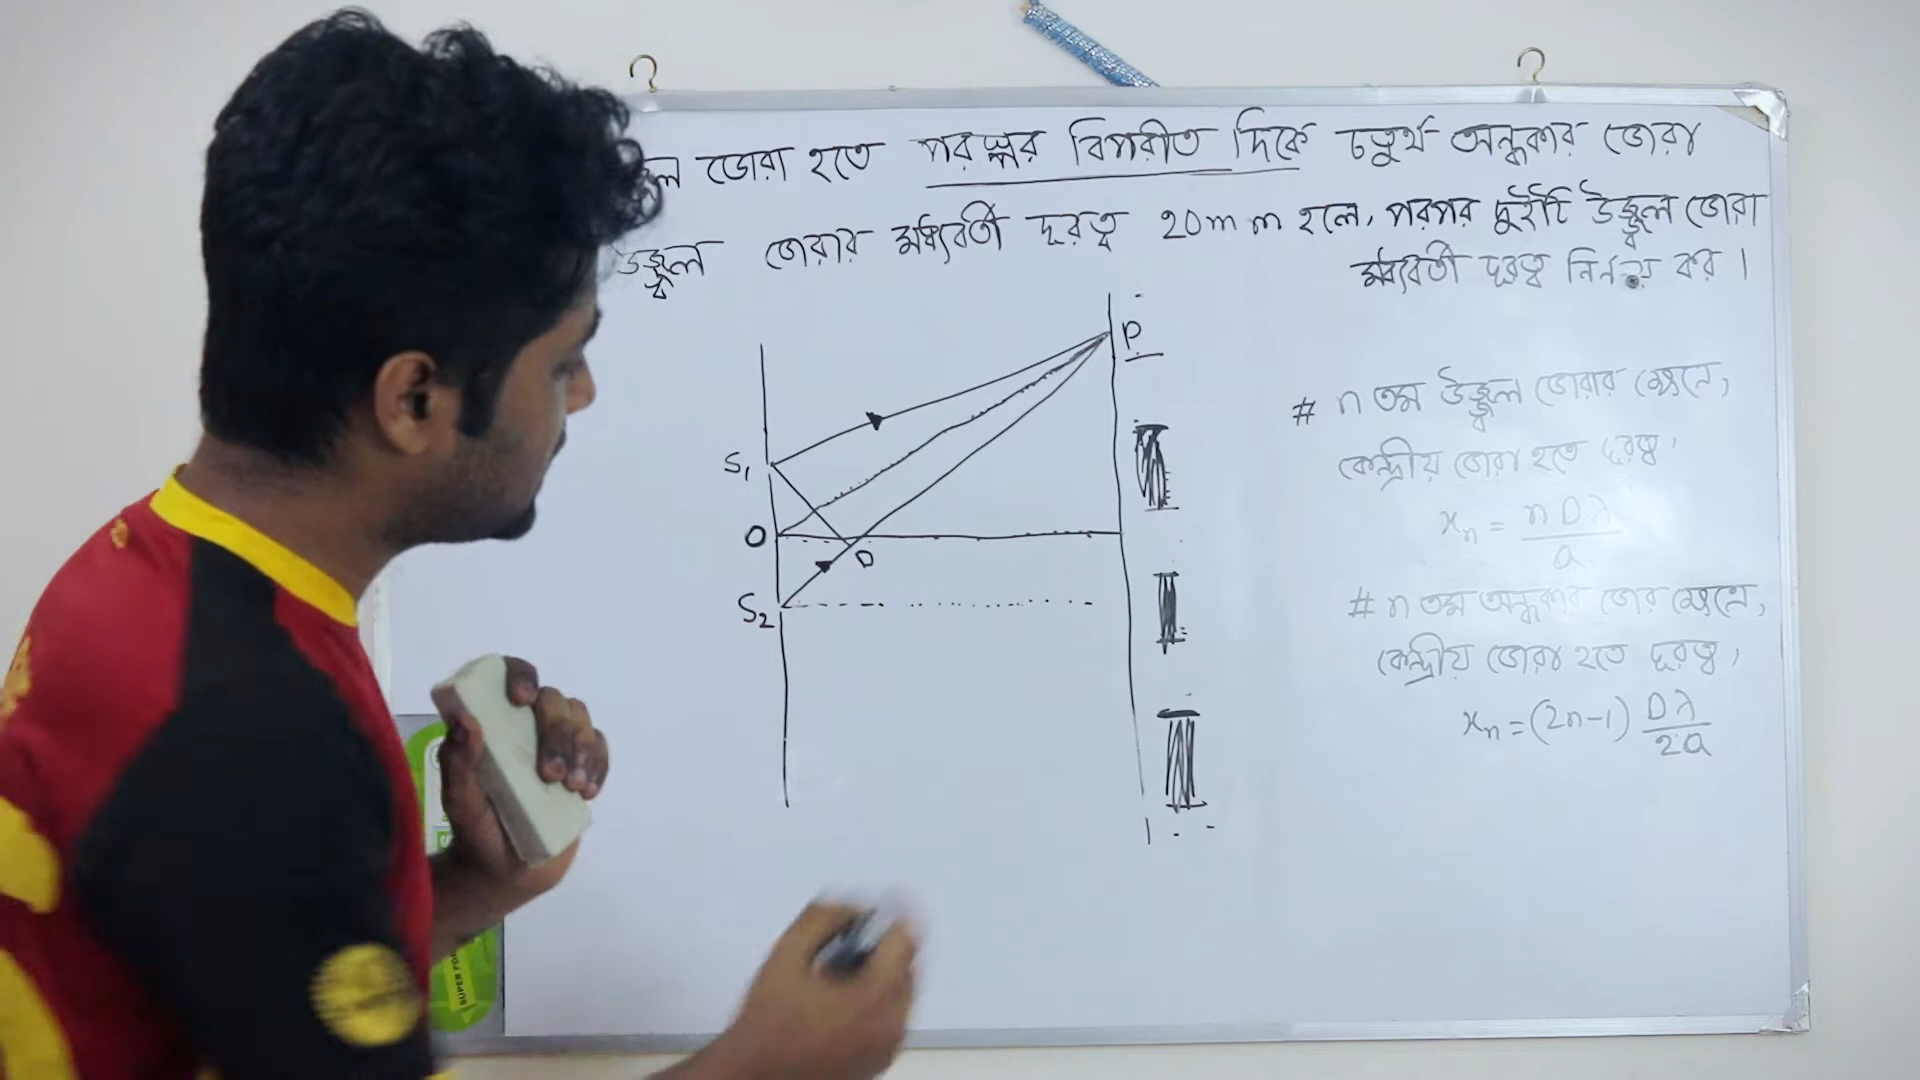 ডোরা হতে পরস্পর বিপরীত দিকে চতুর্থ অন্ধকার ডোরা
উজ্জ্বল ডোরার মধ্যবর্তী দূরত্ব 20mm হলে, পরপর দুইটি উজ্জ্বল ডোরা
মধ্যবর্তী দূরত্ব নির্ণয় কর।
P
# n তম উজ্জ্বল ডোরার ক্ষেত্রে,
S₁
কেন্দ্রীয় ডোরা হতে দূরত্ব,
xₙ = nDλ/a
O
D
S₂
# n তম অন্ধকার ডোর ক্ষেত্রে,
কেন্দ্রীয় ডোরা হতে দূরত্ব,
xₙ = (2n-1) Dλ/2a